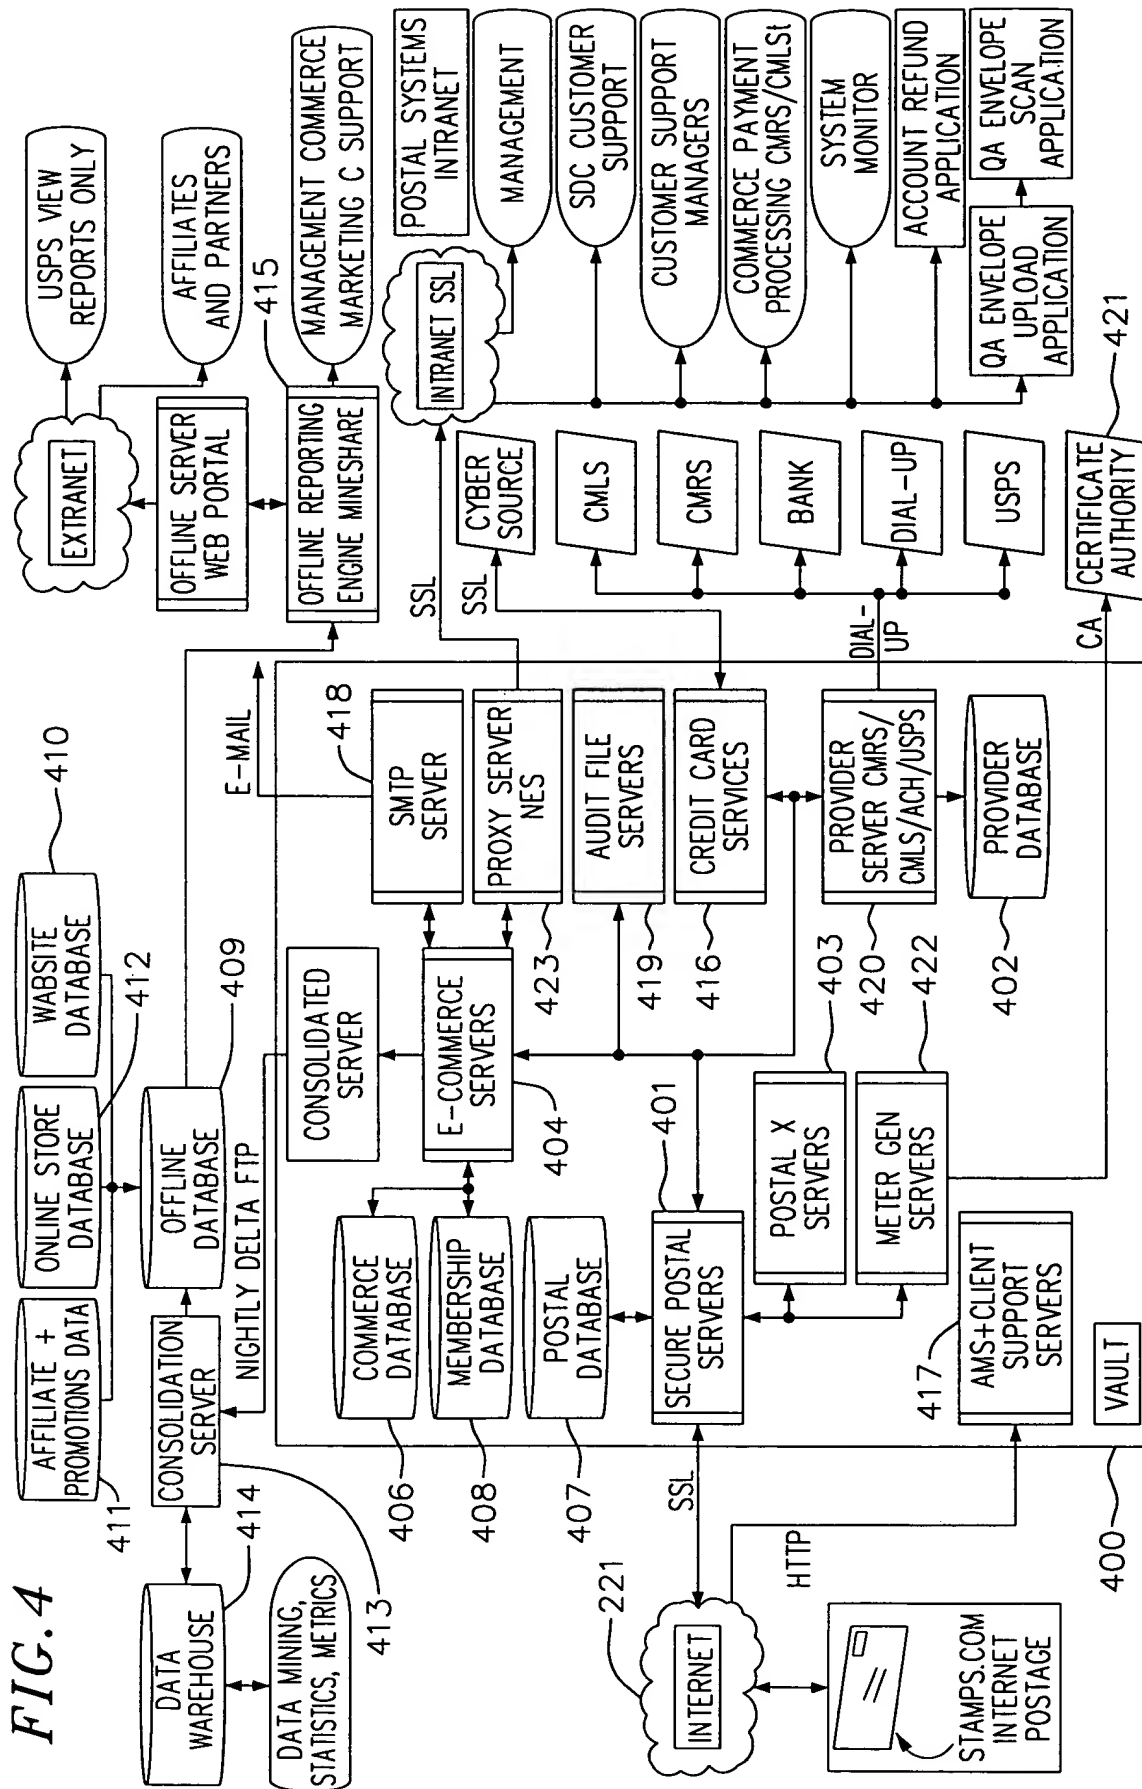 FIG. 4
AFFILIATE +
PROMOTIONS DATA
411
ONLINE STORE
DATABASE
412
WABSITE
DATABASE
410
DATA
WAREHOUSE
414
CONSOLIDATION
SERVER
413
OFFLINE
DATABASE
409
DATA MINING,
STATISTICS, METRICS
NIGHTLY DELTA FTP
E-MAIL
OFFLINE REPORTING
ENGINE MINESHARE
415
OFFLINE SERVER
WEB PORTAL
EXTRANET
USPS VIEW
REPORTS ONLY
AFFILIATES
AND PARTNERS
MANAGEMENT COMMERCE
MARKETING C SUPPORT
COMMERCE
DATABASE
406
MEMBERSHIP
DATABASE
408
POSTAL
DATABASE
407
CONSOLIDATED
SERVER
E-COMMERCE
SERVERS
404
SMTP
SERVER
418
PROXY SERVER
NES
423
AUDIT FILE
SERVERS
419
CREDIT CARD
SERVICES
416
PROVIDER
SERVER CMRS/
CMLS/ACH/USPS
420
PROVIDER
DATABASE
402
SECURE POSTAL
SERVERS
401
POSTAL X
SERVERS
403
METER GEN
SERVERS
422
AMS+CLIENT
SUPPORT
SERVERS
417
VAULT
400
INTERNET
221
SSL
HTTP
STAMPS.COM
INTERNET
POSTAGE
SSL
SSL
DIAL-
UP
CA
CYBER
SOURCE
CMLS
CMRS
BANK
DIAL-UP
USPS
CERTIFICATE
AUTHORITY
421
INTRANET SSL
POSTAL SYSTEMS
INTRANET
MANAGEMENT
SDC CUSTOMER
SUPPORT
CUSTOMER SUPPORT
MANAGERS
COMMERCE PAYMENT
PROCESSING CMRS/CMLSt
SYSTEM
MONITOR
ACCOUNT REFUND
APPLICATION
QA ENVELOPE
UPLOAD
APPLICATION
QA ENVELOPE
SCAN
APPLICATION